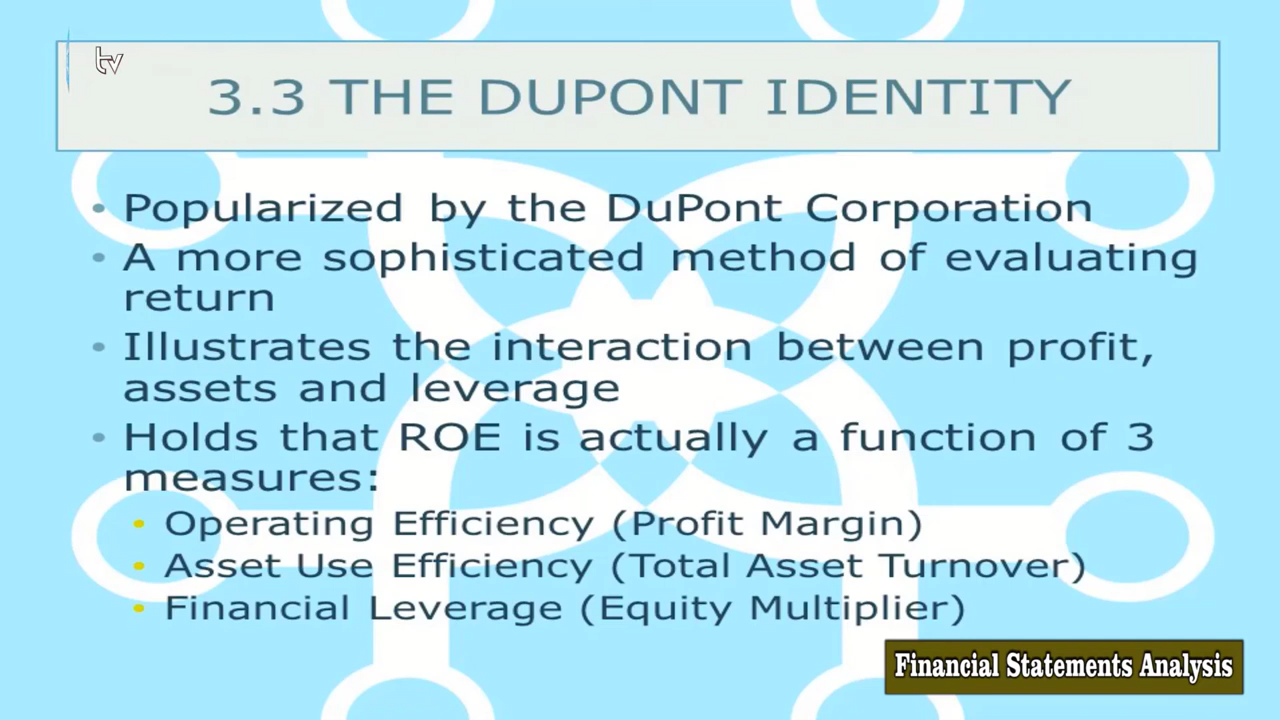 tv
3.3 THE DUPONT IDENTITY
• Popularized by the DuPont Corporation
• A more sophisticated method of evaluating
return
• Illustrates the interaction between profit,
assets and leverage
• Holds that ROE is actually a function of 3
measures:
• Operating Efficiency (Profit Margin)
• Asset Use Efficiency (Total Asset Turnover)
• Financial Leverage (Equity Multiplier)
Financial Statements Analysis